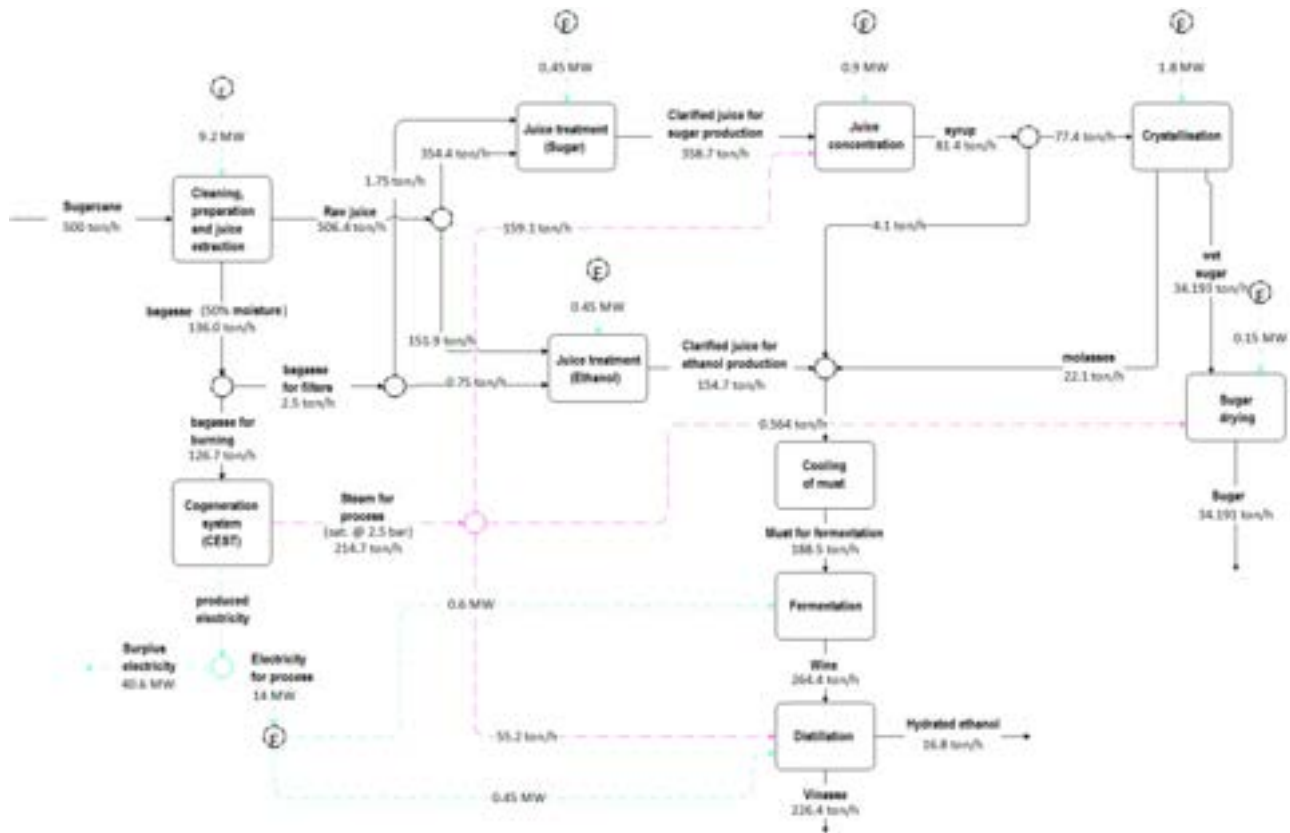 E
E
E
0.45 MW
0.9 MW
1.8 MW
E
9.2 MW
Juice treatment
(Sugar)
Clarified juice for
sugar production
358.7 ton/h
Juice
concentration
syrup
81.4 ton/h
77.4 ton/h
Crystallisation
354.4 ton/h
1.75 ton/h
Sugarcane
500 ton/h
Cleaning,
preparation
and juice
extraction
Raw juice
506.4 ton/h
159.1 ton/h
4.1 ton/h
wet
sugar
34.193 ton/h
E
E
0.45 MW
0.15 MW
bagasse (50% moisture)
136.0 ton/h
151.9 ton/h
Juice treatment
(Ethanol)
Clarified juice for
ethanol production
154.7 ton/h
molasses
22.1 ton/h
bagasse
for filters
2.5 ton/h
0.75 ton/h
Sugar
drying
bagasse for
burning
126.7 ton/h
0.564 ton/h
Cooling
of must
Cogeneration
system
(CEST)
Steam for
process
(sat. @ 2.5 bar)
214.7 ton/h
Sugar
34.191 ton/h
Must for fermentation
188.5 ton/h
produced
electricity
0.6 MW
Fermentation
Surplus
electricity
40.6 MW
Electricity
for process
14 MW
Wine
264.4 ton/h
E
55.2 ton/h
Distillation
Hydrated ethanol
16.8 ton/h
0.45 MW
Vinasse
226.4 ton/h